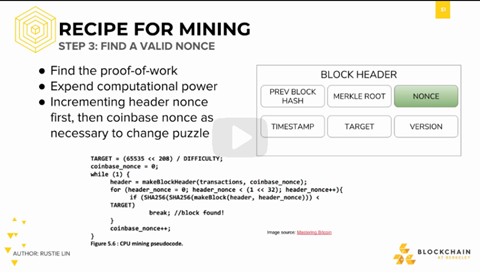 RECIPE FOR MINING
STEP 3: FIND A VALID NONCE
● Find the proof-of-work
● Expend computational power
● Incrementing header nonce
first, then coinbase nonce as
necessary to change puzzle
BLOCK HEADER
PREV BLOCK
HASH
MERKLE ROOT
NONCE
TIMESTAMP
TARGET
VERSION
TARGET = (65535 << 208) / DIFFICULTY;
coinbase_nonce = 0;
while (1) {
header = makeBlockHeader(transactions, coinbase_nonce);
for (header_nonce = 0; header_nonce < (1 << 32); header_nonce++){
if (SHA256(SHA256(makeBlock(header, header_nonce))) <
TARGET)
break; //block found!
}
coinbase_nonce++;
}
Figure 5.6 : CPU mining pseudocode.
Image source: Mastering Bitcoin
AUTHOR: RUSTIE LIN
BLOCKCHAIN
AT BERKELEY